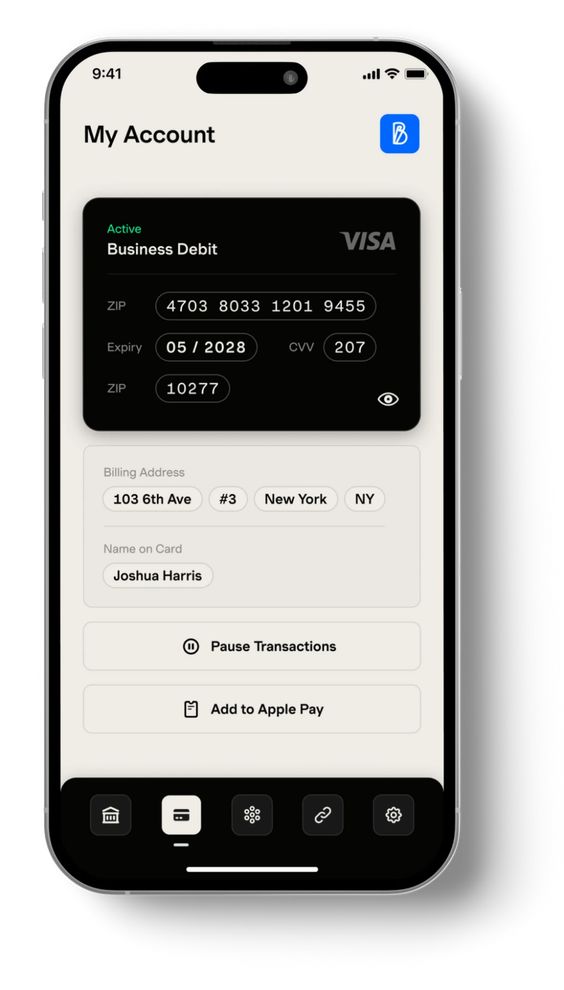 9:41
My Account
Active
Business Debit
VISA
ZIP 4703 8033 1201 9455
Expiry 05 / 2028 CVV 207
ZIP 10277
Billing Address
103 6th Ave #3 New York NY
Name on Card
Joshua Harris
Pause Transactions
Add to Apple Pay